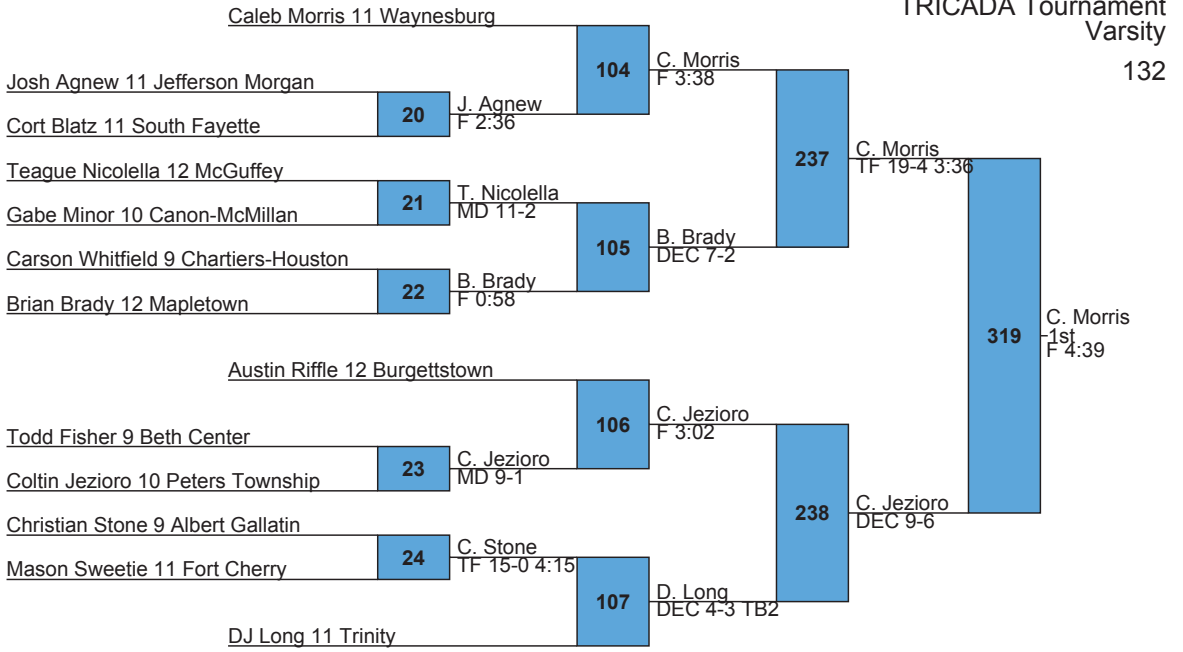 TRICADA Tournament
Varsity
132
Caleb Morris 11 Waynesburg
104
C. Morris
F 3:38
Josh Agnew 11 Jefferson Morgan
20
J. Agnew
F 2:36
Cort Blatz 11 South Fayette
237
C. Morris
TF 19-4 3:36
Teague Nicolella 12 McGuffey
21
T. Nicolella
MD 11-2
Gabe Minor 10 Canon-McMillan
105
B. Brady
DEC 7-2
Carson Whitfield 9 Chartiers-Houston
22
B. Brady
F 0:58
Brian Brady 12 Mapletown
319
C. Morris
1st
F 4:39
Austin Riffle 12 Burgettstown
106
C. Jezioro
F 3:02
Todd Fisher 9 Beth Center
23
C. Jezioro
MD 9-1
Coltin Jezioro 10 Peters Township
238
C. Jezioro
DEC 9-6
Christian Stone 9 Albert Gallatin
24
C. Stone
TF 15-0 4:15
Mason Sweetie 11 Fort Cherry
107
D. Long
DEC 4-3 TB2
DJ Long 11 Trinity